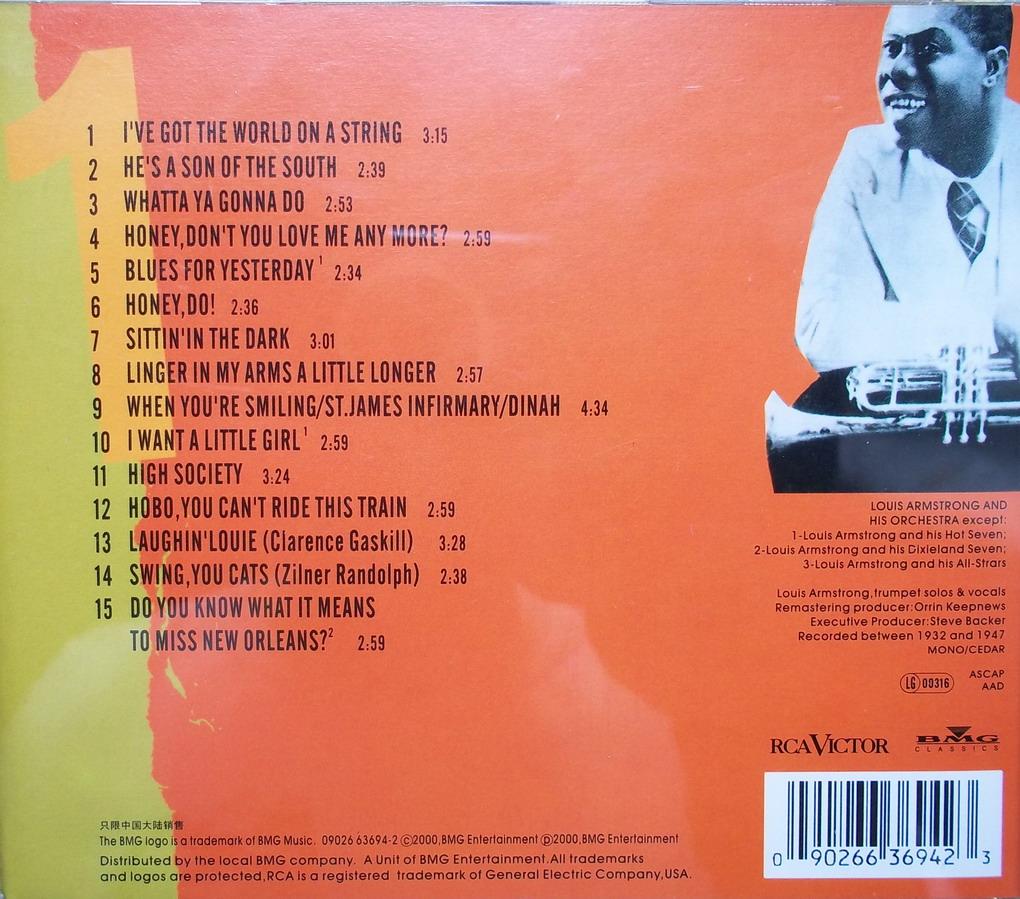 1
1 I'VE GOT THE WORLD ON A STRING 3:15
2 HE'S A SON OF THE SOUTH 2:39
3 WHATTA YA GONNA DO 2:53
4 HONEY,DON'T YOU LOVE ME ANY MORE? 2:59
5 BLUES FOR YESTERDAY¹ 2:34
6 HONEY,DO! 2:36
7 SITTIN'IN THE DARK 3:01
8 LINGER IN MY ARMS A LITTLE LONGER 2:57
9 WHEN YOU'RE SMILING/ST.JAMES INFIRMARY/DINAH 4:34
10 I WANT A LITTLE GIRL¹ 2:59
11 HIGH SOCIETY 3:24
12 HOBO,YOU CAN'T RIDE THIS TRAIN 2:59
13 LAUGHIN'LOUIE (Clarence Gaskill) 3:28
14 SWING,YOU CATS (Zilner Randolph) 2:38
15 DO YOU KNOW WHAT IT MEANS
TO MISS NEW ORLEANS?² 2:59
LOUIS ARMSTRONG AND
HIS ORCHESTRA except:
1-Louis Armstrong and his Hot Seven;
2-Louis Armstrong and his Dixieland Seven;
3-Louis Armstrong and his All-Strars
Louis Armstrong,trumpet solos & vocals
Remastering producer:Orrin Keepnews
Executive Producer:Steve Backer
Recorded between 1932 and 1947
MONO/CEDAR
LG 00316
ASCAP
AAD
RCA VICTOR
BMG
CLASSICS
只限中国大陆销售
The BMG logo is a trademark of BMG Music. 09026 63694-2 ©2000,BMG Entertainment ℗2000,BMG Entertainment
Distributed by the local BMG company. A Unit of BMG Entertainment.All trademarks
and logos are protected,RCA is a registered trademark of General Electric Company,USA.
0 90266 36942 3